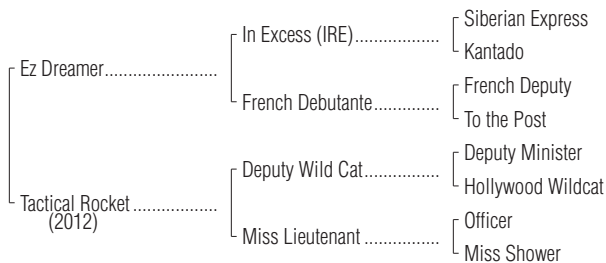 Siberian Express
In Excess (IRE)....................
Kantado
Ez Dreamer..........................
French Deputy
French Debutante................
To the Post
Deputy Minister
Deputy Wild Cat..................
Hollywood Wildcat
Tactical Rocket....................
(2012)
Officer
Miss Lieutenant..................
Miss Shower